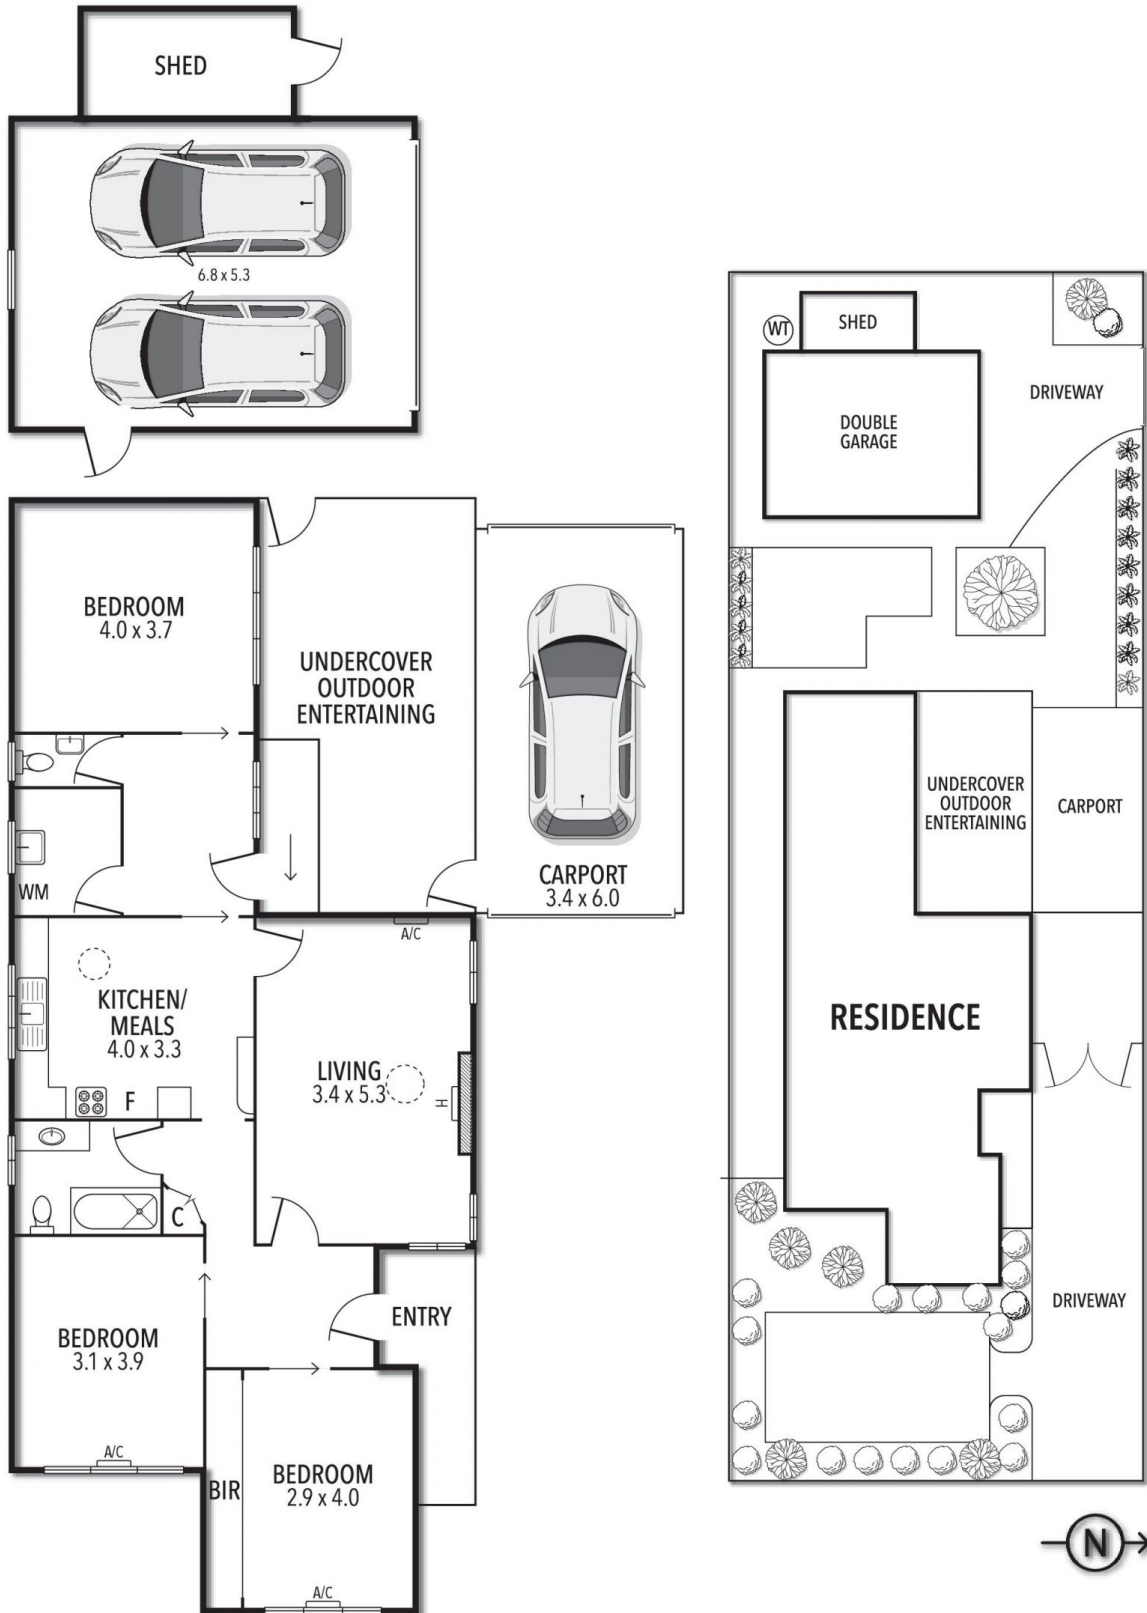 SHED
6.8 x 5.3
BEDROOM
4.0 x 3.7
UNDERCOVER
OUTDOOR
ENTERTAINING
CARPORT
3.4 x 6.0
WM
A/C
KITCHEN/
MEALS
4.0 x 3.3
F
LIVING
3.4 x 5.3
H
C
ENTRY
BEDROOM
3.1 x 3.9
A/C
BIR
BEDROOM
2.9 x 4.0
A/C
WT
SHED
DRIVEWAY
DOUBLE
GARAGE
UNDERCOVER
OUTDOOR
ENTERTAINING
CARPORT
RESIDENCE
DRIVEWAY
N